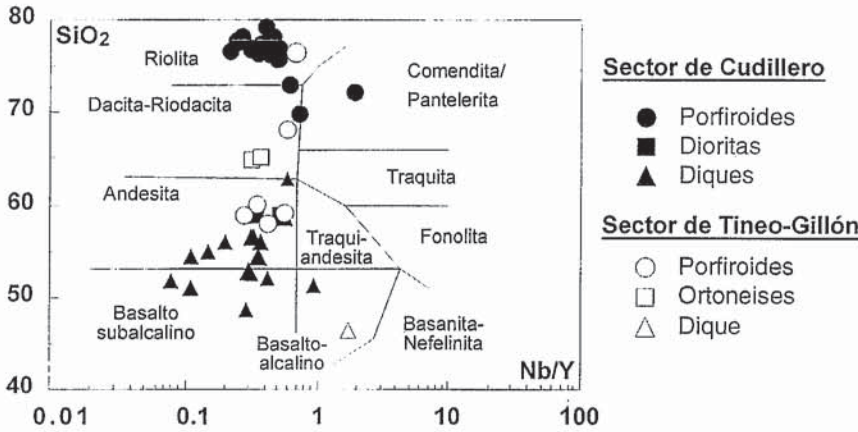 80
70
60
50
40
SiO2
Riolita
Dacita-Riodacita
Andesita
Basalto
subalcalino
Basalto-
alcalino
Traqui-
andesita
Comendita/
Pantelerita
Traquita
Fonolita
Basanita-
Nefelinita
Nb/Y
0.01
0.1
1
10
100
Sector de Cudillero
Porfiroides
Dioritas
Diques
Sector de Tineo-Gillón
Porfiroides
Ortoneises
Dique